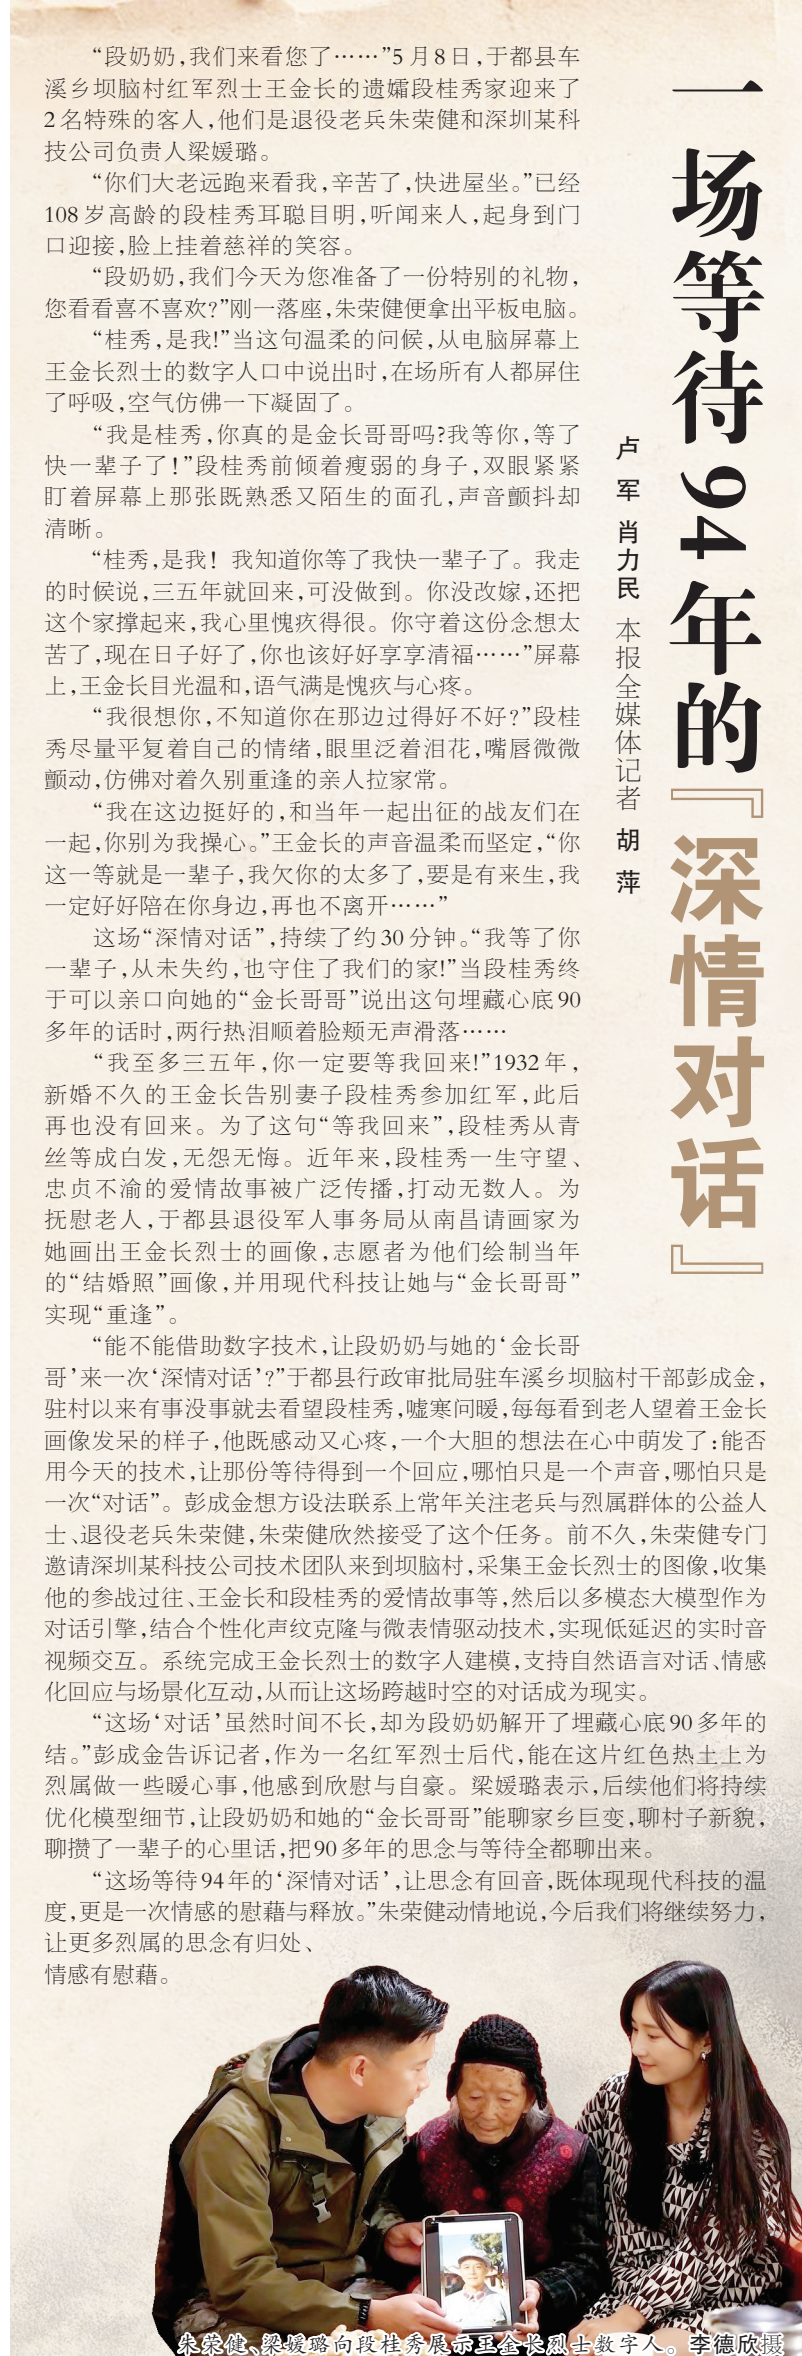 一场等待94年的『深情对话』
卢军 肖力民 本报全媒体记者 胡萍
“段奶奶,我们来看您了……”5月8日,于都县车
溪乡坝脑村红军烈士王金长的遗孀段桂秀家迎来了
2名特殊的客人,他们是退役老兵朱荣健和深圳某科
技公司负责人梁媛璐。
“你们大老远跑来看我,辛苦了,快进屋坐。”已经
108岁高龄的段桂秀耳聪目明,听闻来人,起身到门
口迎接,脸上挂着慈祥的笑容。
“段奶奶,我们今天为您准备了一份特别的礼物,
您看看喜不喜欢?”刚一落座,朱荣健便拿出平板电脑。
“桂秀,是我!”当这句温柔的问候,从电脑屏幕上
王金长烈士的数字人口中说出时,在场所有人都屏住
了呼吸,空气仿佛一下凝固了。
“我是桂秀,你真的是金长哥哥吗?我等你,等了
快一辈子了!”段桂秀前倾着瘦弱的身子,双眼紧紧
盯着屏幕上那张既熟悉又陌生的面孔,声音颤抖却
清晰。
“桂秀,是我! 我知道你等了我快一辈子了。我走
的时候说,三五年就回来,可没做到。你没改嫁,还把
这个家撑起来,我心里愧疚得很。你守着这份念想太
苦了,现在日子好了,你也该好好享享清福……”屏幕
上,王金长目光温和,语气满是愧疚与心疼。
“我很想你,不知道你在那边过得好不好?”段桂
秀尽量平复着自己的情绪,眼里泛着泪花,嘴唇微微
颤动,仿佛对着久别重逢的亲人拉家常。
“我在这边挺好的,和当年一起出征的战友们在
一起,你别为我操心。”王金长的声音温柔而坚定,“你
这一等就是一辈子,我欠你的太多了,要是有来生,我
一定好好陪在你身边,再也不离开……”
这场“深情对话”,持续了约30分钟。“我等了你
一辈子,从未失约,也守住了我们的家!”当段桂秀终
于可以亲口向她的“金长哥哥”说出这句埋藏心底90
多年的话时,两行热泪顺着脸颊无声滑落……
“我至多三五年,你一定要等我回来!”1932年,
新婚不久的王金长告别妻子段桂秀参加红军,此后
再也没有回来。为了这句“等我回来”,段桂秀从青
丝等成白发,无怨无悔。近年来,段桂秀一生守望、
忠贞不渝的爱情故事被广泛传播,打动无数人。为
抚慰老人,于都县退役军人事务局从南昌请画家为
她画出王金长烈士的画像,志愿者为他们绘制当年
的“结婚照”画像,并用现代科技让她与“金长哥哥”
实现“重逢”。
“能不能借助数字技术,让段奶奶与她的‘金长哥
哥’来一次‘深情对话’?”于都县行政审批局驻车溪乡坝脑村干部彭成金,
驻村以来有事没事就去看望段桂秀,嘘寒问暖,每每看到老人望着王金长
画像发呆的样子,他既感动又心疼,一个大胆的想法在心中萌发了:能否
用今天的技术,让那份等待得到一个回应,哪怕只是一个声音,哪怕只是
一次“对话”。彭成金想方设法联系上常年关注老兵与烈属群体的公益人
士、退役老兵朱荣健,朱荣健欣然接受了这个任务。前不久,朱荣健专门
邀请深圳某科技公司技术团队来到坝脑村,采集王金长烈士的图像,收集
他的参战过往、王金长和段桂秀的爱情故事等,然后以多模态大模型作为
对话引擎,结合个性化声纹克隆与微表情驱动技术,实现低延迟的实时音
视频交互。系统完成王金长烈士的数字人建模,支持自然语言对话、情感
化回应与场景化互动,从而让这场跨越时空的对话成为现实。
“这场‘对话’虽然时间不长,却为段奶奶解开了埋藏心底90多年的
结。”彭成金告诉记者,作为一名红军烈士后代,能在这片红色热土上为
烈属做一些暖心事,他感到欣慰与自豪。梁媛璐表示,后续他们将持续
优化模型细节,让段奶奶和她的“金长哥哥”能聊家乡巨变,聊村子新貌,
聊攒了一辈子的心里话,把90多年的思念与等待全都聊出来。
“这场等待94年的‘深情对话’,让思念有回音,既体现现代科技的温
度,更是一次情感的慰藉与释放。”朱荣健动情地说,今后我们将继续努力,
让更多烈属的思念有归处、
情感有慰藉。
朱荣健、梁媛璐向段桂秀展示王金长烈士数字人。李德欣摄